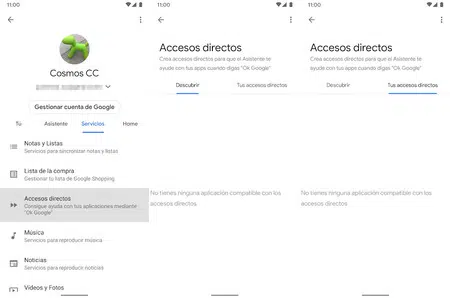 11:00
Cosmos CC
Gestionar cuenta de Google
Asistente
Servicios
Home
Notas y Listas
Servicios para sincronizar notas y listas
Lista de la compra
Gestionar tu lista de Google Shopping
Accesos directos
Consigue ayuda con tus aplicaciones mediante
"Ok Google"
Música
Servicios para reproducir música
Noticias
Servicios para reproducir noticias
Vídeos y Fotos
11:00
Accesos directos
Crea accesos directos para que el Asistente te
ayude con tus apps cuando digas "Ok Google"
Descubrir
Tus accesos directos
No tienes ninguna aplicación compatible con los
accesos directos.
11:00
Accesos directos
Crea accesos directos para que el Asistente te
ayude con tus apps cuando digas "Ok Google"
Descubrir
Tus accesos directos
No tienes ninguna aplicación compatible con los
accesos directos.